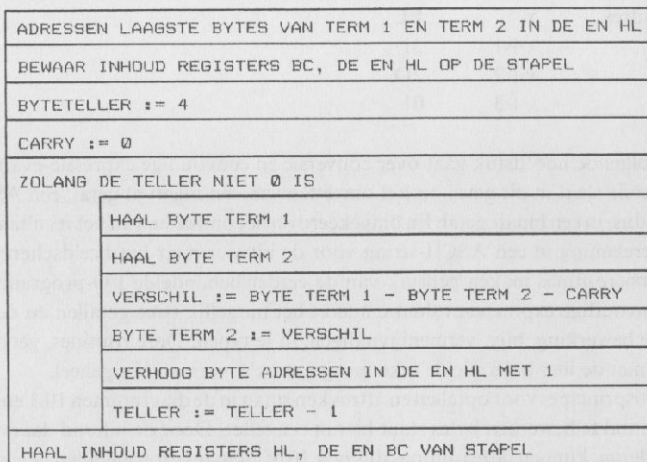 ADRESSEN LAAGSTE BYTES VAN TERM 1 EN TERM 2 IN DE EN HL
BEWAAR INHOUD REGISTERS BC, DE EN HL OP DE STAPEL
BYTETELLER := 4
CARRY := 0
ZOLANG DE TELLER NIET 0 IS
HAAL BYTE TERM 1
HAAL BYTE TERM 2
VERSCHIL := BYTE TERM 1 - BYTE TERM 2 - CARRY
BYTE TERM 2 := VERSCHIL
VERHOOG BYTE ADRESSEN IN DE EN HL MET 1
TELLER := TELLER - 1
HAAL INHOUD REGISTERS HL, DE EN BC VAN STAPEL